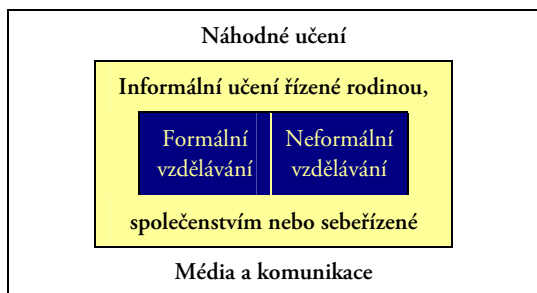 Náhodné učení
Informální učení řízené rodinou,
Formální
vzdělávání
Neformální
vzdělávání
společenstvím nebo sebeřízené
Média a komunikace